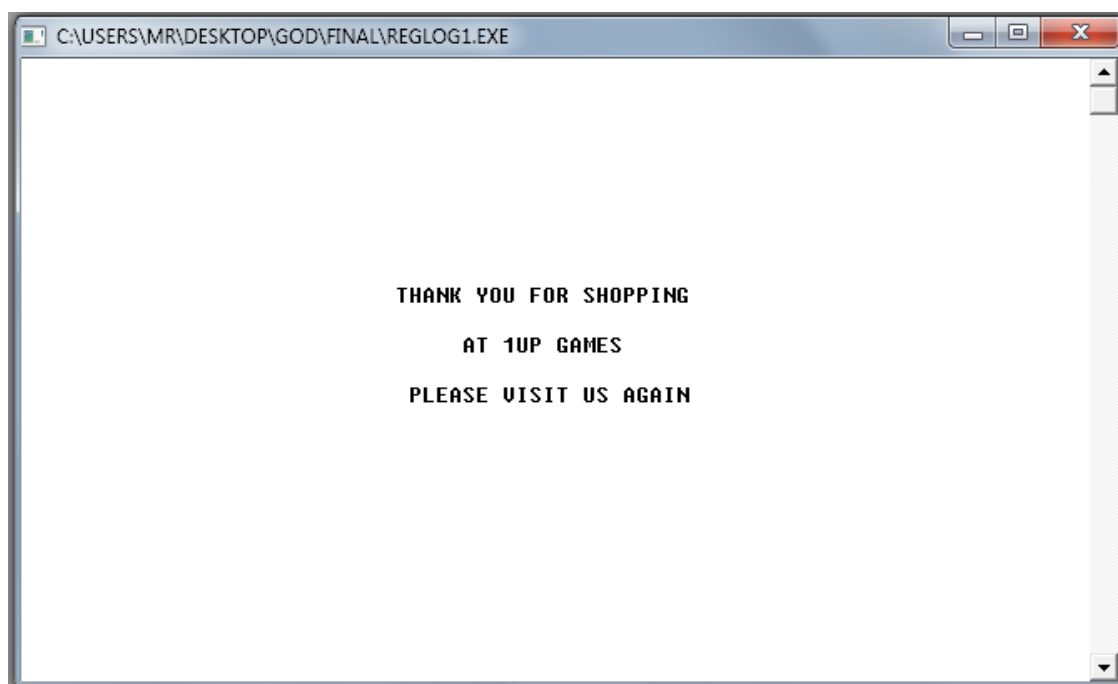 C:\USERS\MR\DESKTOP\GOD\FINAL\REGLOG1.EXE
THANK YOU FOR SHOPPING
AT 1UP GAMES
PLEASE VISIT US AGAIN